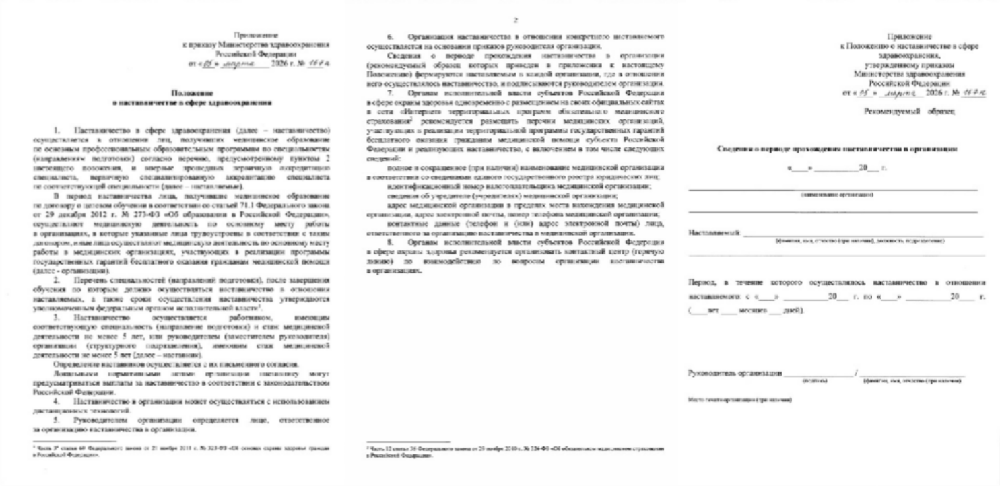 Приложение
к приказу Министерства здравоохранения
Российской Федерации
от « » марта 2026 г. №
Положение
о наставничестве в сфере здравоохранения
1. Наставничество в сфере здравоохранения (далее – наставничество)
осуществляется в отношении лиц, получивших медицинское образование
по основным профессиональным образовательным программам по специальностям
(направлениям подготовки) согласно перечню, предусмотренному пунктом 2
настоящего положения, и впервые прошедших первичную аккредитацию
специалиста, первичную специализированную аккредитацию специалиста
по соответствующей специальности (далее – наставляемые).
В период наставничества лица, получившие медицинское образование
по договору о целевом обучении в соответствии со статьей 71.1 Федерального закона
от 29 декабря 2012 г. № 273-ФЗ «Об образовании в Российской Федерации»,
осуществляют медицинскую деятельность по основному месту работы
в организациях, в которые указанные лица трудоустроены в соответствии с таким
договором, иные лица осуществляют медицинскую деятельность по основному месту
работы в медицинских организациях, участвующих в реализации программы
государственных гарантий бесплатного оказания гражданам медицинской помощи
(далее - организации).
2. Перечень специальностей (направлений подготовки), после завершения
обучения по которым должно осуществляться наставничество в отношении
наставляемых, а также сроки осуществления наставничества утверждаются
уполномоченным федеральным органом исполнительной власти¹.
3. Наставничество осуществляется работником, имеющим
соответствующую специальность (направление подготовки) и стаж медицинской
деятельности не менее 5 лет, или руководителем (заместителем руководителя)
организации (структурного подразделения), имеющим стаж медицинской
деятельности не менее 5 лет (далее – наставник).
Определение наставников осуществляется с их письменного согласия.
Локальными нормативными актами организации наставнику могут
предусматриваться выплаты за наставничество в соответствии с законодательством
Российской Федерации.
4. Наставничество в организации может осуществляться с использованием
дистанционных технологий.
5. Руководителем организации определяется лицо, ответственное
за организацию наставничества в организации.
¹ Часть статьи 69 Федерального закона от 21 ноября 2011 г. № 323-ФЗ «Об основах охраны здоровья граждан
в Российской Федерации».
2
6. Организация наставничества в отношении конкретного наставляемого
осуществляется на основании приказов руководителя организации.
Сведения о периоде прохождения наставничества в организации
(рекомендуемый образец которых приведен в приложении к настоящему
Положению) формируются наставляемым в каждой организации, где в отношении
него осуществлялось наставничество, и подписываются руководителем организации.
7. Органам исполнительной власти субъектов Российской Федерации
в сфере охраны здоровья одновременно с размещением на своих официальных сайтах
в сети «Интернет» территориальных программ обязательного медицинского
страхования² рекомендуется размещать перечни медицинских организаций,
участвующих в реализации территориальной программы государственных гарантий
бесплатного оказания гражданам медицинской помощи субъекта Российской
Федерации и реализующих наставничество, с включением в том числе следующих
сведений:
полное и сокращенное (при наличии) наименование медицинской организации
в соответствии со сведениями единого государственного реестра юридических лиц;
идентификационный номер налогоплательщика медицинской организации;
сведения об учредителе (учредителях) медицинской организации;
адрес медицинской организации в пределах места нахождения медицинской
организации, адрес электронной почты, номер телефона медицинской организации;
контактные данные (телефон и (или) адрес электронной почты) лица,
ответственного за организацию наставничества в медицинской организации.
8. Органам исполнительной власти субъектов Российской Федерации
в сфере охраны здоровья рекомендуется организовать контактный центр (горячую
линию) по взаимодействию по вопросам организации наставничества
в организациях.
² Часть 12 статьи 36 Федерального закона от 29 ноября 2010 г. № 326-ФЗ «Об обязательном медицинском страховании
в Российской Федерации».
Приложение
к Положению о наставничестве в сфере
здравоохранения,
утвержденному приказом
Министерства здравоохранения
Российской Федерации
от « » марта 2026 г. №
Рекомендуемый образец
Сведения о периоде прохождения наставничества в организации
«____» __________20___ г.
(наименование организации)
Наставляемый:
(фамилия, имя, отчество (при наличии), должность, подразделение)
Период, в течение которого осуществлялось наставничество в отношении
наставляемого: с «____» __________20___ г. по «____» __________20___ г.
(____лет ____ месяцев ___ дней).
Руководитель организации _______________ / _______________
(подпись) (фамилия, имя, отчество (при наличии)
Место печати организации (при наличии)